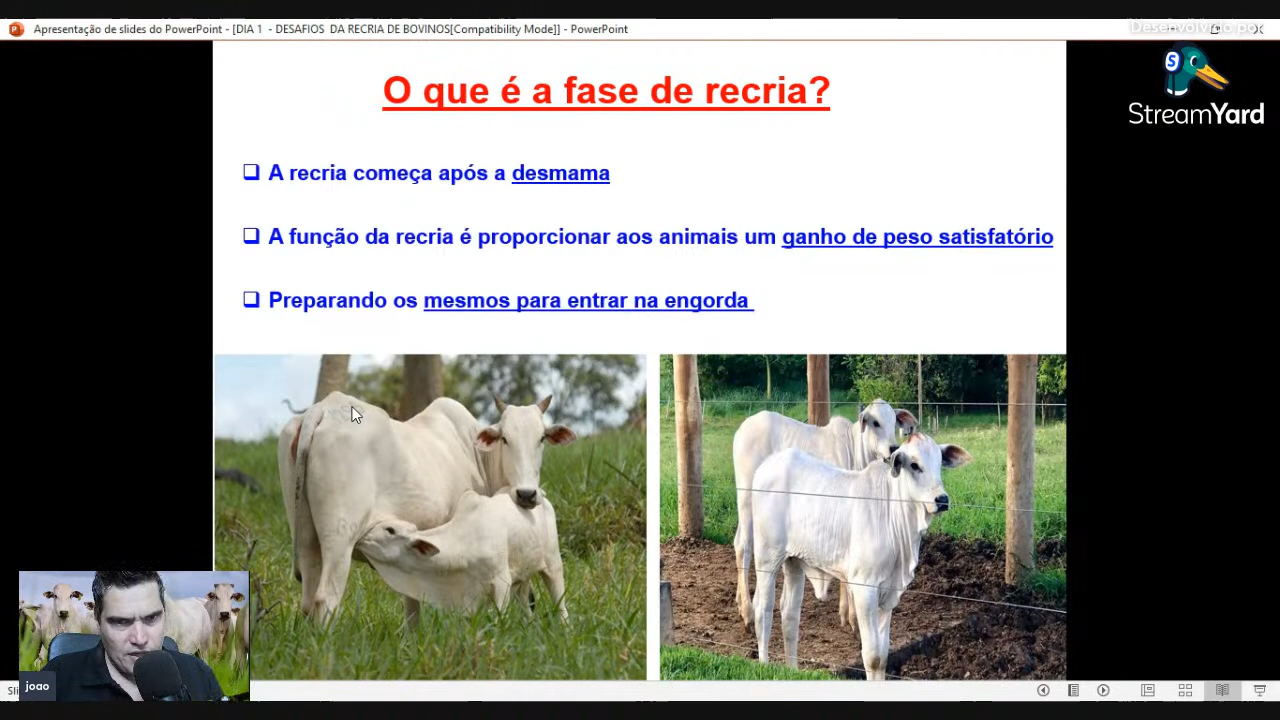 Apresentação de slides do PowerPoint - [DIA 1 - DESAFIOS DA RECRIA DE BOVINOS[Compatibility Mode]] - PowerPoint
Desenvolvido por
StreamYard
O que é a fase de recria?
A recria começa após a desmama
A função da recria é proporcionar aos animais um ganho de peso satisfatório
Preparando os mesmos para entrar na engorda
joao